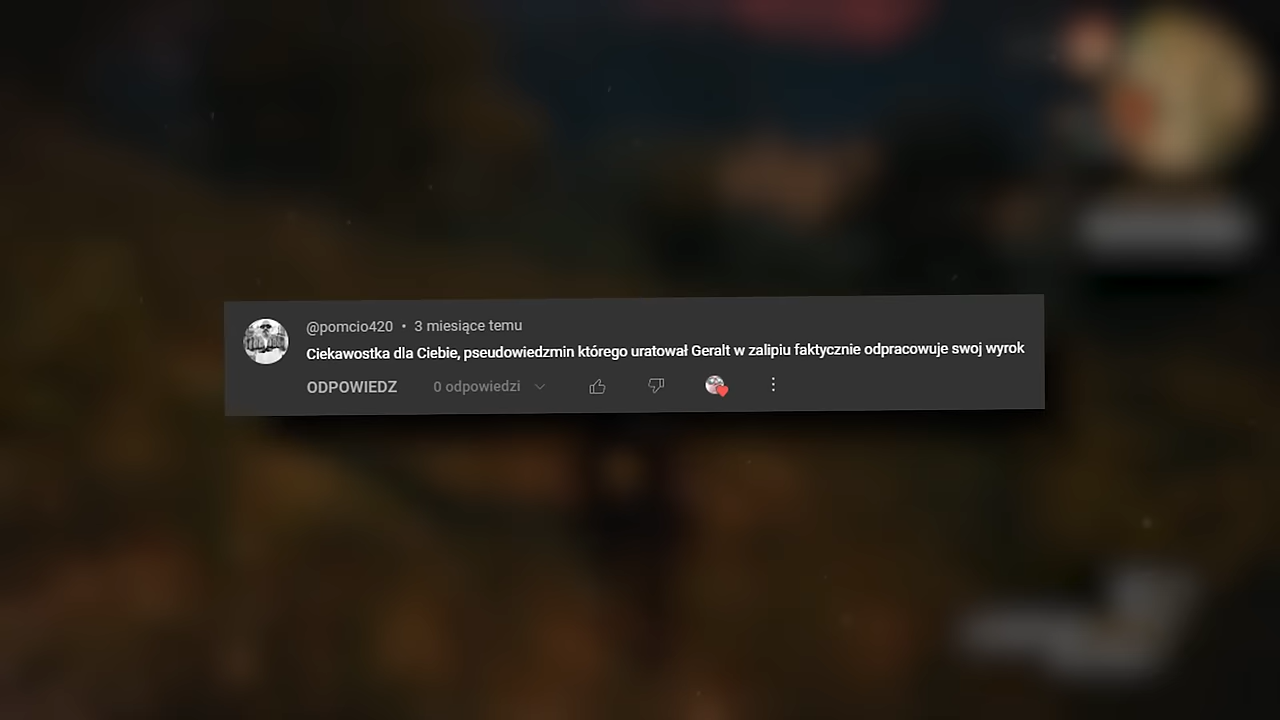 @pomcio420 • 3 miesiące temu
Ciekawostka dla Ciebie, pseudowiedzmin którego uratował Geralt w zalipiu faktycznie odpracowuje swoj wyrok
ODPOWIEDZ 0 odpowiedzi